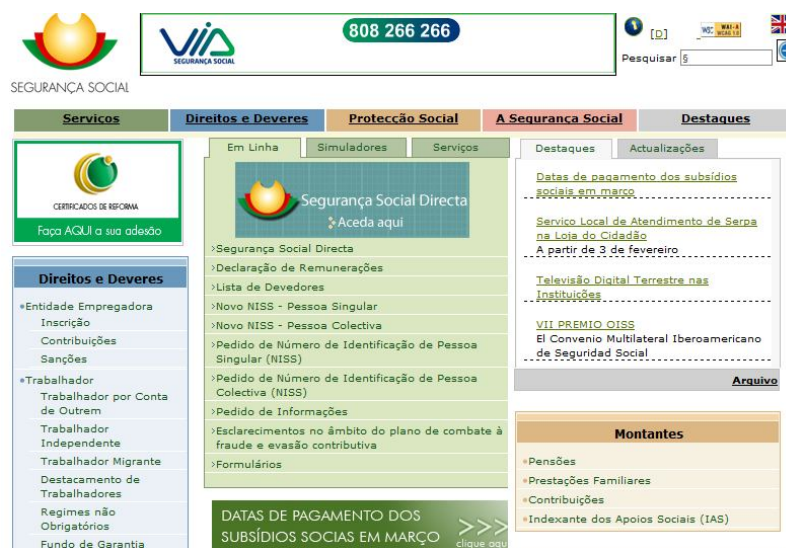 SEGURANÇA SOCIAL
VIA
SEGURANÇA SOCIAL
808 266 266
[D]
W3C WAI-A
WCAG 1.0
Pesquisar §
Serviços
Direitos e Deveres
Protecção Social
A Segurança Social
Destaques
CERTIFICADOS DE REFORMA
Faça AQUI a sua adesão
Direitos e Deveres
Entidade Empregadora
Inscrição
Contribuições
Sanções
Trabalhador
Trabalhador por Conta
de Outrem
Trabalhador
Independente
Trabalhador Migrante
Destacamento de
Trabalhadores
Regimes não
Obrigatórios
Fundo de Garantia
Em Linha
Simuladores
Serviços
Segurança Social Directa
Aceda aqui
›Segurança Social Directa
›Declaração de Remunerações
›Lista de Devedores
›Novo NISS - Pessoa Singular
›Novo NISS - Pessoa Colectiva
›Pedido de Número de Identificação de Pessoa
Singular (NISS)
›Pedido de Número de Identificação de Pessoa
Colectiva (NISS)
›Pedido de Informações
›Esclarecimentos no âmbito do plano de combate à
fraude e evasão contributiva
›Formulários
DATAS DE PAGAMENTO DOS
SUBSÍDIOS SOCIAS EM MARÇO
>>>
clique aqui
Destaques
Actualizações
Datas de pagamento dos subsídios
sociais em março
Serviço Local de Atendimento de Serpa
na Loja do Cidadão
A partir de 3 de fevereiro
Televisão Digital Terrestre nas
Instituições
VII PREMIO OISS
El Convenio Multilateral Iberoamericano
de Seguridad Social
Arquivo
Montantes
Pensões
Prestações Familiares
Contribuições
Indexante dos Apoios Sociais (IAS)